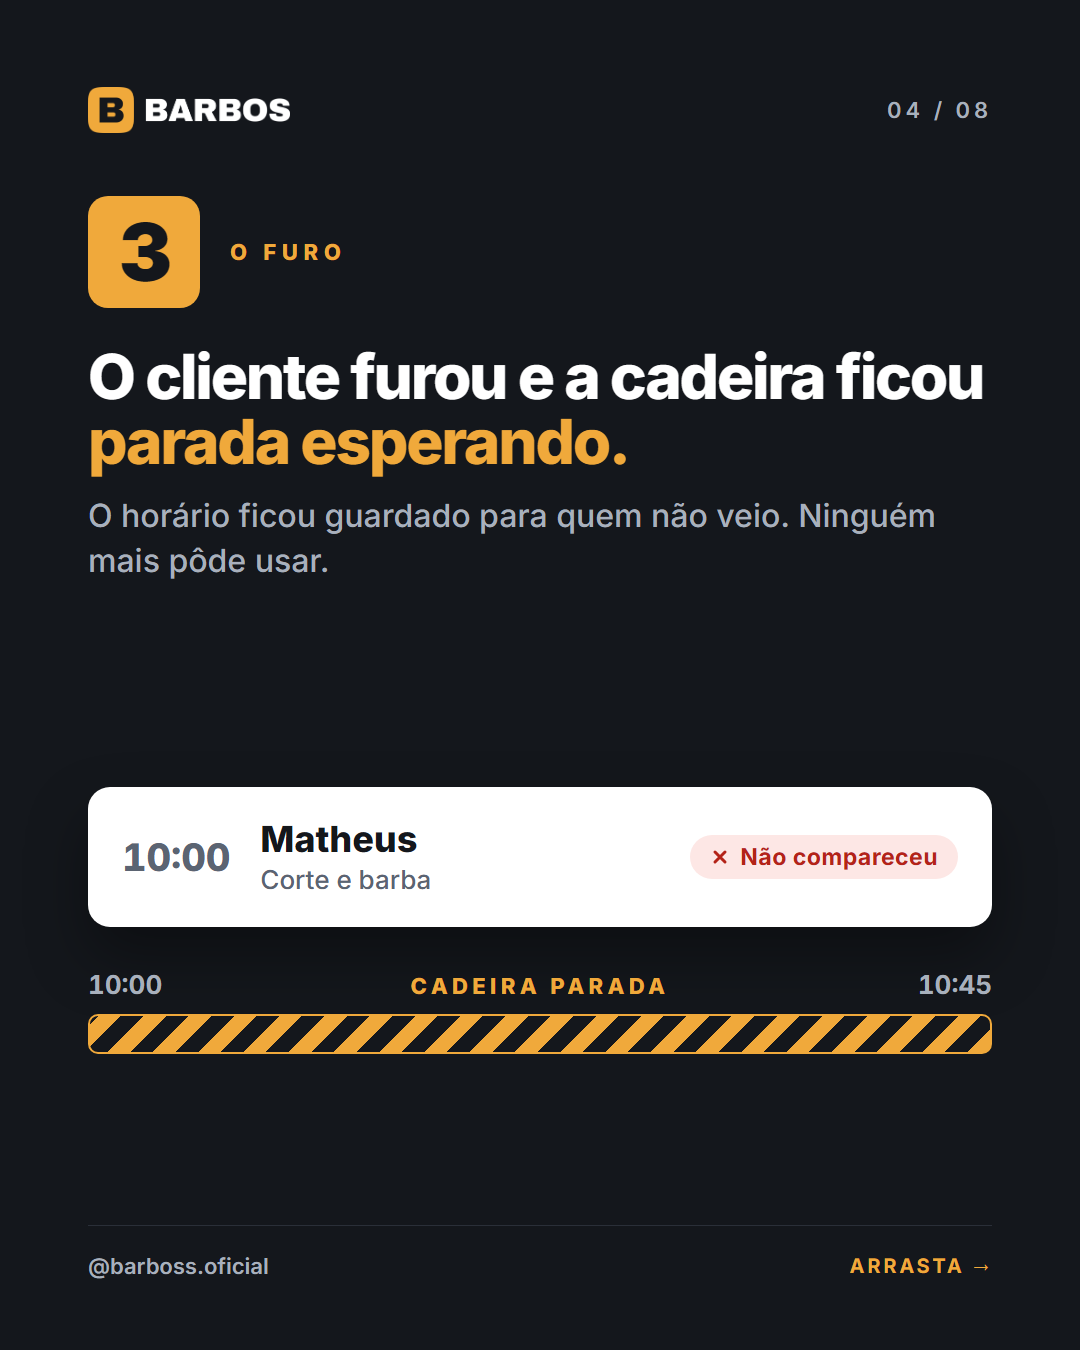 B BARBOS
04 / 08
3
O FURO
O cliente furou e a cadeira ficou
parada esperando.
O horário ficou guardado para quem não veio. Ninguém
mais pôde usar.
10:00
Matheus
Corte e barba
✕ Não compareceu
10:00
CADEIRA PARADA
10:45
@barboss.oficial
ARRASTA →